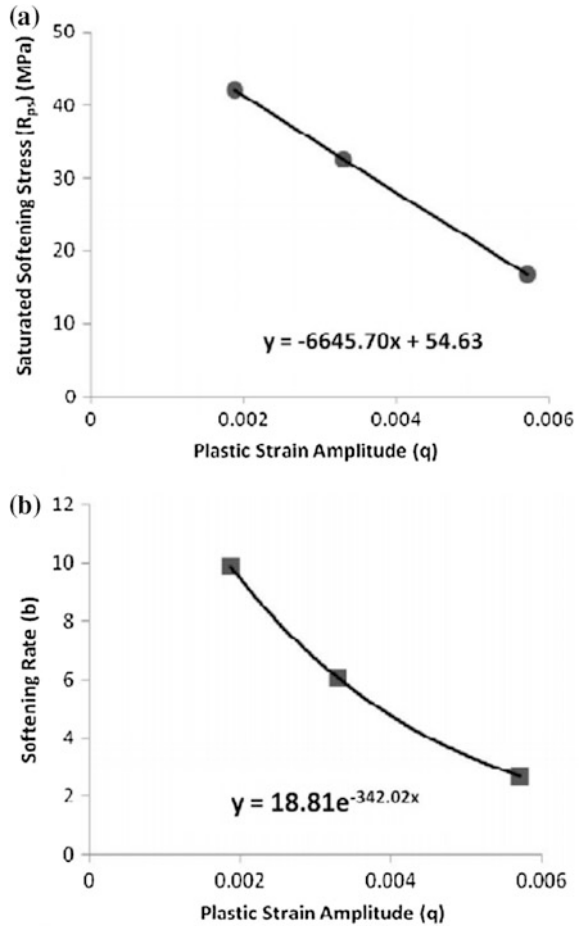 (a)
Saturated Softening Stress [Rps) (MPa)
50
40
30
20
10
0
y = -6645.70x + 54.63
0 0.002 0.004 0.006
Plastic Strain Amplitude (q)
(b)
Softening Rate (b)
12
10
8
6
4
2
0
y = 18.81e-342.02x
0 0.002 0.004 0.006
Plastic Strain Amplitude (q)